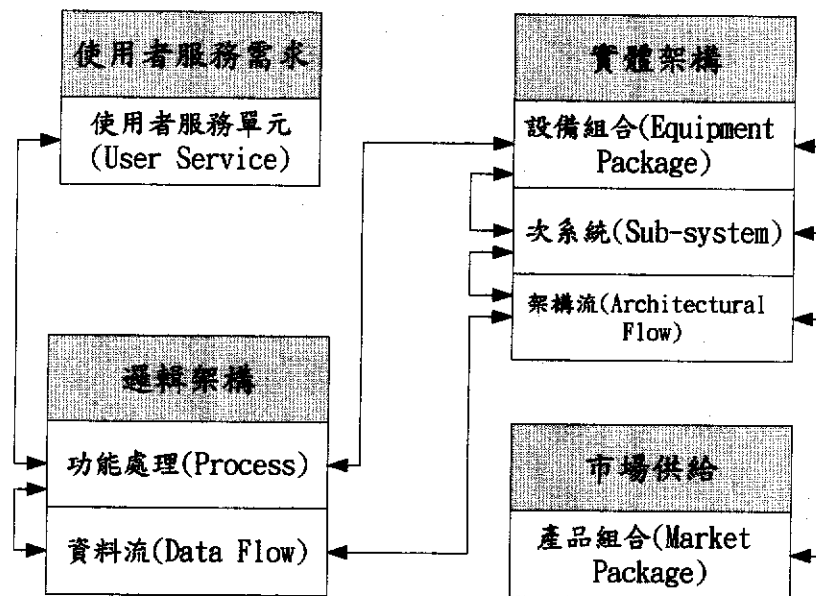 使用者服務需求
使用者服務單元
(User Service)
實體架構
設備組合(Equipment
Package)
次系統(Sub-system)
架構流(Architectural
Flow)
邏輯架構
功能處理(Process)
資料流(Data Flow)
市場供給
產品組合(Market
Package)